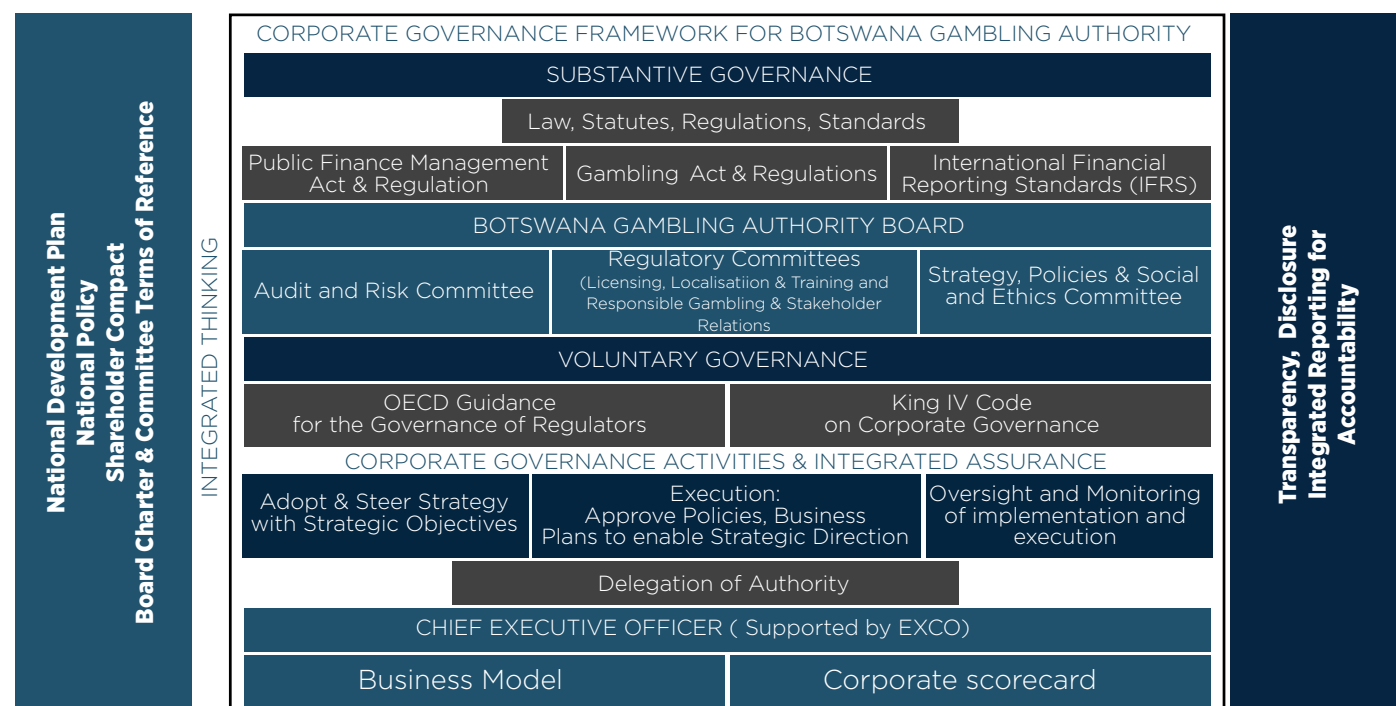 National Development Plan
National Policy
Shareholder Compact
Board Charter & Committee Terms of Reference
INTEGRATED THINKING
CORPORATE GOVERNANCE FRAMEWORK FOR BOTSWANA GAMBLING AUTHORITY
SUBSTANTIVE GOVERNANCE
Law, Statutes, Regulations, Standards
Public Finance Management
Act & Regulation
Gambling Act & Regulations
International Financial
Reporting Standards (IFRS)
BOTSWANA GAMBLING AUTHORITY BOARD
Audit and Risk Committee
Regulatory Committees
(Licensing, Localisatiion & Training and
Responsible Gambling & Stakeholder
Relations
Strategy, Policies & Social
and Ethics Committee
VOLUNTARY GOVERNANCE
OECD Guidance
for the Governance of Regulators
King IV Code
on Corporate Governance
CORPORATE GOVERNANCE ACTIVITIES & INTEGRATED ASSURANCE
Adopt & Steer Strategy
with Strategic Objectives
Execution:
Approve Policies, Business
Plans to enable Strategic Direction
Oversight and Monitoring
of implementation and
execution
Delegation of Authority
CHIEF EXECUTIVE OFFICER ( Supported by EXCO)
Business Model
Corporate scorecard
Transparency, Disclosure
Integrated Reporting for
Accountability